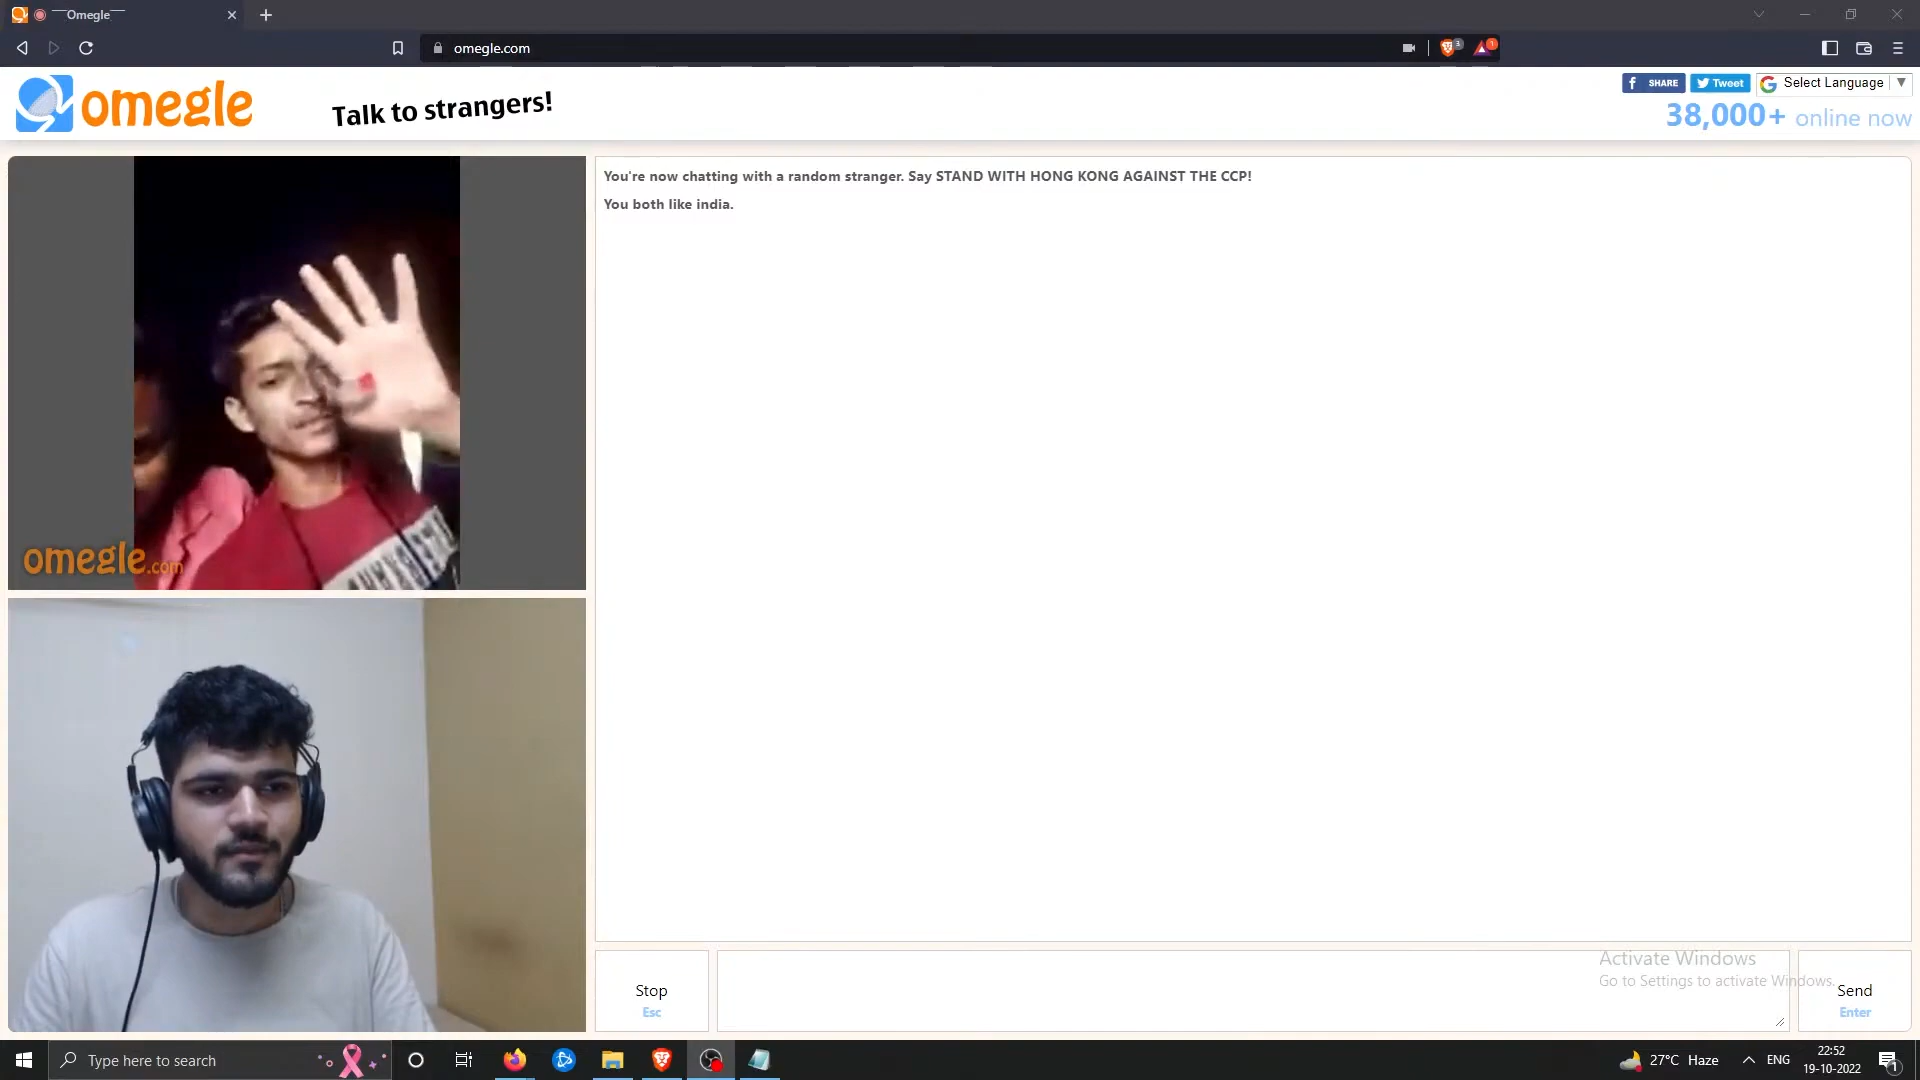 Omegle
omegle.com
3
1
omegle
Talk to strangers!
SHARE
Tweet
Select Language
38,000+ online now
You're now chatting with a random stranger. Say STAND WITH HONG KONG AGAINST THE CCP!
You both like india.
omegle.com
Stop
Esc
Activate Windows
Go to Settings to activate Windows.
Send
Enter
Type here to search
27°C Haze
ENG
22:52
19-10-2022
1